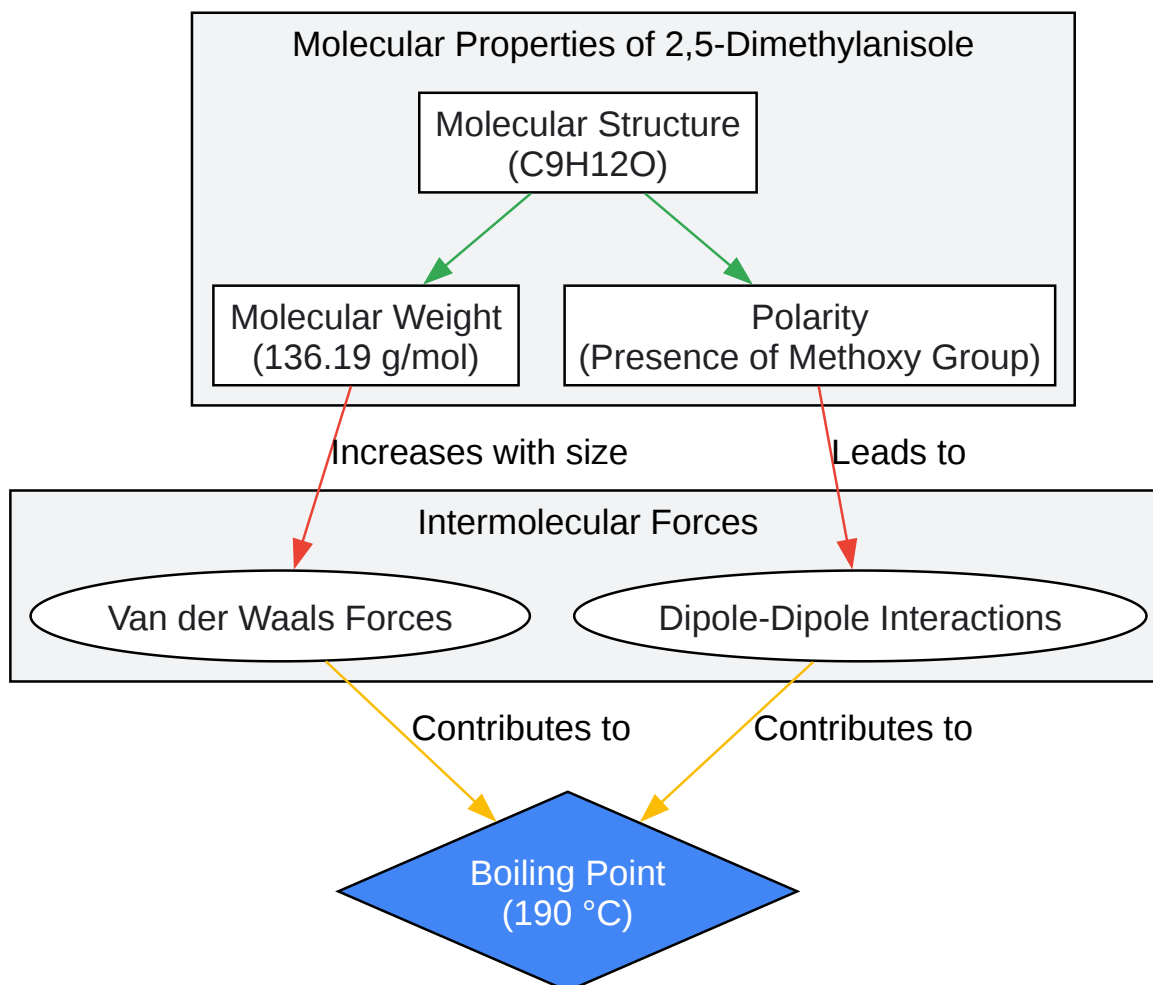 Molecular Properties of 2,5-Dimethylanisole
Molecular Structure
(C9H12O)
Molecular Weight
(136.19 g/mol)
Polarity
(Presence of Methoxy Group)
Increases with size
Leads to
Intermolecular Forces
Van der Waals Forces
Dipole-Dipole Interactions
Contributes to
Contributes to
Boiling Point
(190 °C)